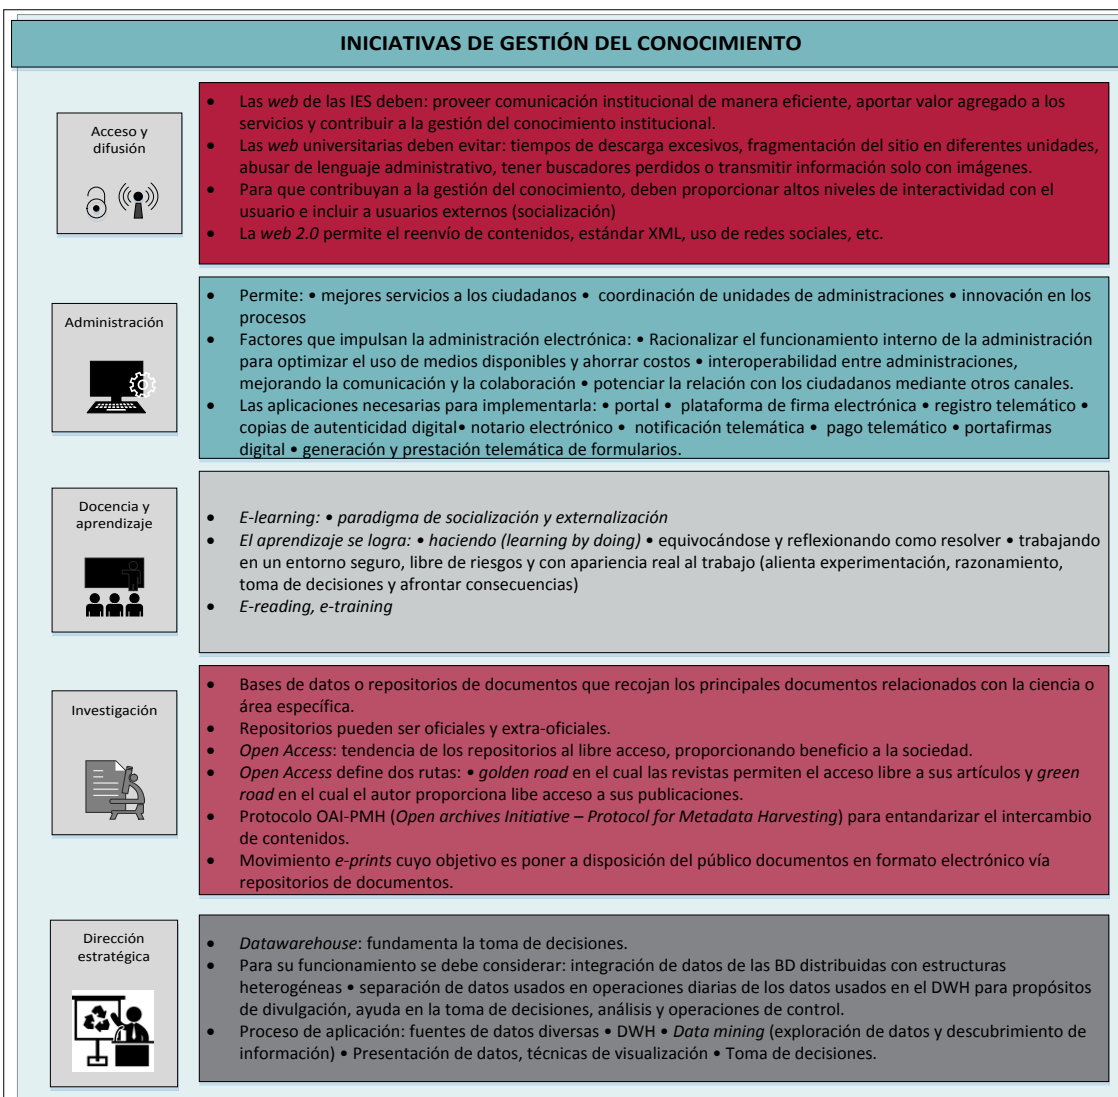 INICIATIVAS DE GESTIÓN DEL CONOCIMIENTO
Acceso y
difusión
• Las web de las IES deben: proveer comunicación institucional de manera eficiente, aportar valor agregado a los
servicios y contribuir a la gestión del conocimiento institucional.
• Las web universitarias deben evitar: tiempos de descarga excesivos, fragmentación del sitio en diferentes unidades,
abusar de lenguaje administrativo, tener buscadores perdidos o transmitir información solo con imágenes.
• Para que contribuyan a la gestión del conocimiento, deben proporcionar altos niveles de interactividad con el
usuario e incluir a usuarios externos (socialización)
• La web 2.0 permite el reenvío de contenidos, estándar XML, uso de redes sociales, etc.
Administración
• Permite: • mejores servicios a los ciudadanos • coordinación de unidades de administraciones • innovación en los
procesos
• Factores que impulsan la administración electrónica: • Racionalizar el funcionamiento interno de la administración
para optimizar el uso de medios disponibles y ahorrar costos • interoperabilidad entre administraciones,
mejorando la comunicación y la colaboración • potenciar la relación con los ciudadanos mediante otros canales.
• Las aplicaciones necesarias para implementarla: • portal • plataforma de firma electrónica • registro telemático •
copias de autenticidad digital• notario electrónico • notificación telemática • pago telemático • portafirmas
digital • generación y prestación telemática de formularios.
Docencia y
aprendizaje
• E-learning: • paradigma de socialización y externalización
• El aprendizaje se logra: • haciendo (learning by doing) • equivocándose y reflexionando como resolver • trabajando
en un entorno seguro, libre de riesgos y con apariencia real al trabajo (alienta experimentación, razonamiento,
toma de decisiones y afrontar consecuencias)
• E-reading, e-training
Investigación
• Bases de datos o repositorios de documentos que recojan los principales documentos relacionados con la ciencia o
área específica.
• Repositorios pueden ser oficiales y extra-oficiales.
• Open Access: tendencia de los repositorios al libre acceso, proporcionando beneficio a la sociedad.
• Open Access define dos rutas: • golden road en el cual las revistas permiten el acceso libre a sus artículos y green
road en el cual el autor proporciona libe acceso a sus publicaciones.
• Protocolo OAI-PMH (Open archives Initiative – Protocol for Metadata Harvesting) para entandarizar el intercambio
de contenidos.
• Movimiento e-prints cuyo objetivo es poner a disposición del público documentos en formato electrónico vía
repositorios de documentos.
Dirección
estratégica
• Datawarehouse: fundamenta la toma de decisiones.
• Para su funcionamiento se debe considerar: integración de datos de las BD distribuidas con estructuras
heterogéneas • separación de datos usados en operaciones diarias de los datos usados en el DWH para propósitos
de divulgación, ayuda en la toma de decisiones, análisis y operaciones de control.
• Proceso de aplicación: fuentes de datos diversas • DWH • Data mining (exploración de datos y descubrimiento de
información) • Presentación de datos, técnicas de visualización • Toma de decisiones.